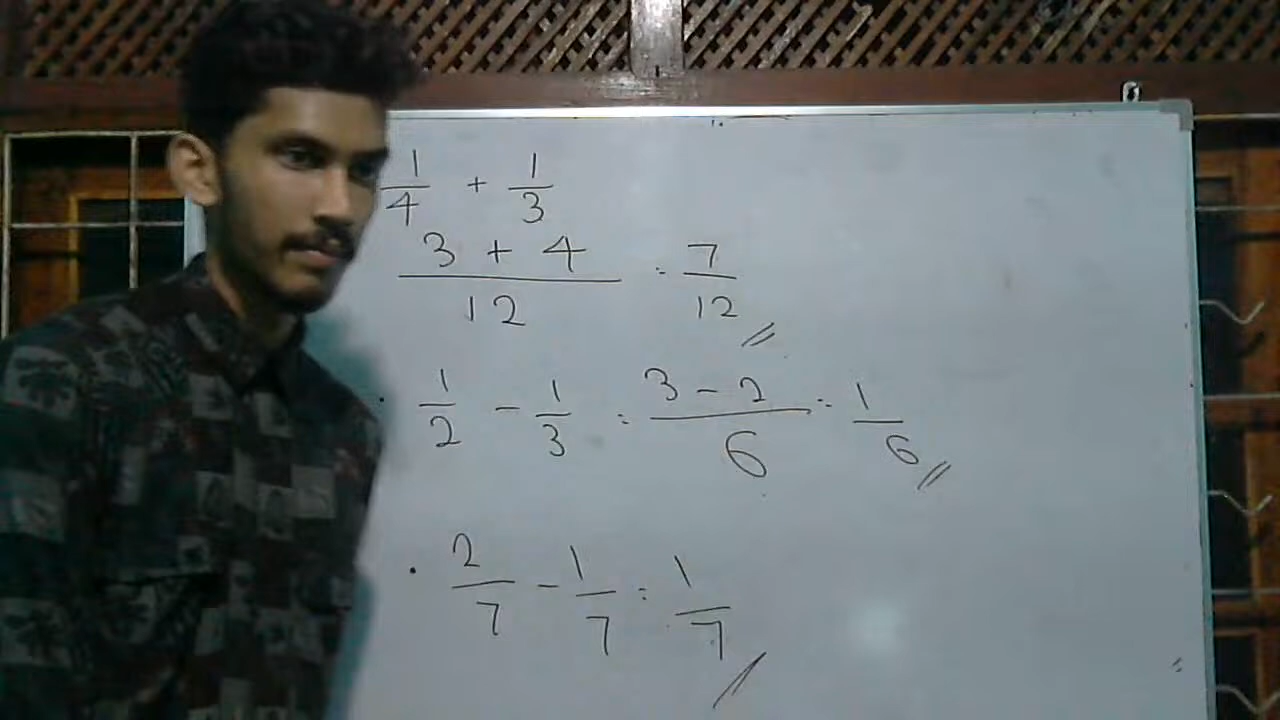 1/4 + 1/3
(3 + 4)/12 = 7/12 //
• 1/2 - 1/3 = (3 - 2)/6 = 1/6 //
• 2/7 - 1/7 = 1/7 //